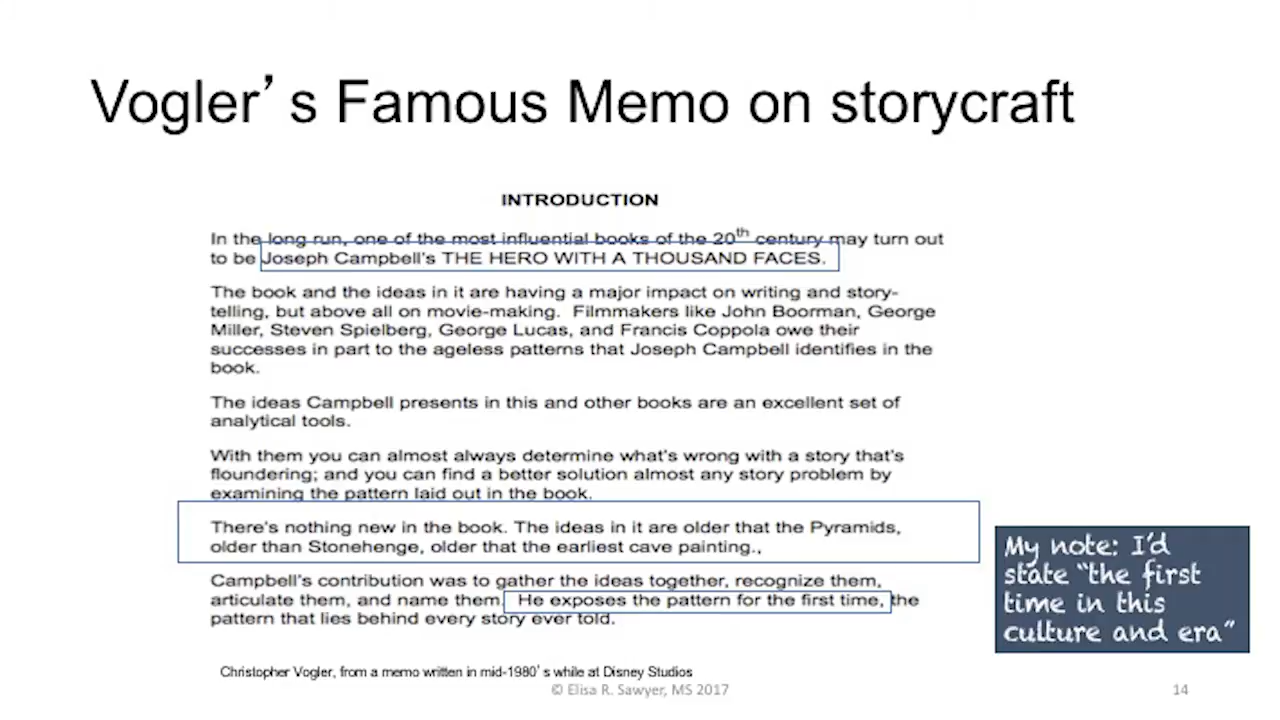 Vogler's Famous Memo on storycraft
INTRODUCTION
In the long run, one of the most influential books of the 20th century may turn out
to be Joseph Campbell's THE HERO WITH A THOUSAND FACES.
The book and the ideas in it are having a major impact on writing and story-
telling, but above all on movie-making. Filmmakers like John Boorman, George
Miller, Steven Spielberg, George Lucas, and Francis Coppola owe their
successes in part to the ageless patterns that Joseph Campbell identifies in the
book.
The ideas Campbell presents in this and other books are an excellent set of
analytical tools.
With them you can almost always determine what's wrong with a story that's
floundering; and you can find a better solution almost any story problem by
examining the pattern laid out in the book.
There's nothing new in the book. The ideas in it are older that the Pyramids,
older than Stonehenge, older that the earliest cave painting.,
Campbell's contribution was to gather the ideas together, recognize them,
articulate them, and name them. He exposes the pattern for the first time, the
pattern that lies behind every story ever told.
My note: I'd
state "the first
time in this
culture and era"
Christopher Vogler, from a memo written in mid-1980's while at Disney Studios
© Elisa R. Sawyer, MS 2017
14